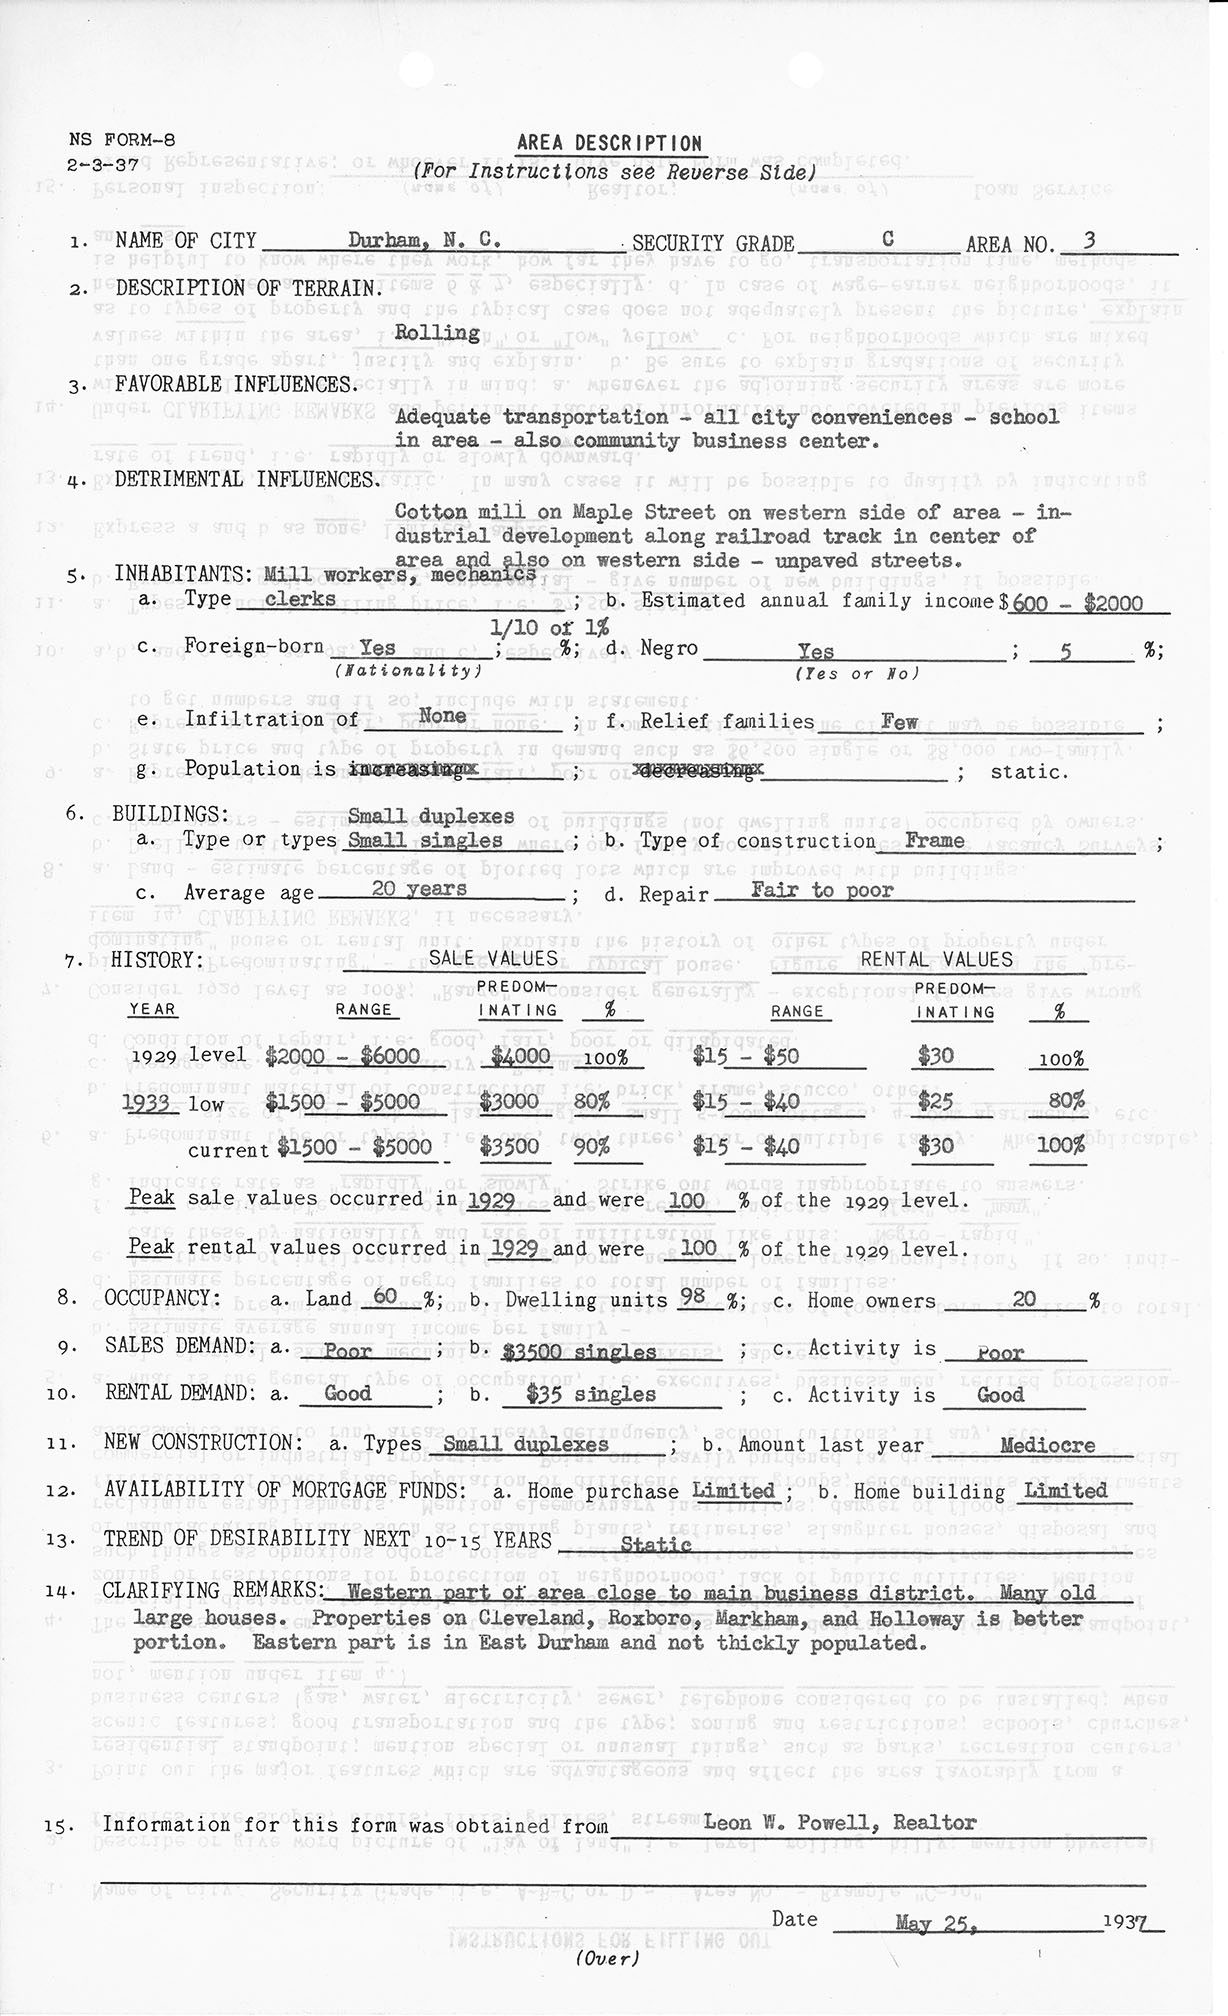 NS FORM-8
2-3-37
AREA DESCRIPTION
(For Instructions see Reverse Side)
1. NAME OF CITY Durham, N. C. SECURITY GRADE C AREA NO. 3
2. DESCRIPTION OF TERRAIN.
Rolling
3. FAVORABLE INFLUENCES.
Adequate transportation - all city conveniences - school
in area - also community business center.
4. DETRIMENTAL INFLUENCES.
Cotton mill on Maple Street on western side of area - in-
dustrial development along railroad track in center of
area and also on western side - unpaved streets.
5. INHABITANTS: Mill workers, mechanics
a. Type clerks ; b. Estimated annual family income $ 600 - $2000
1/10 of 1%
c. Foreign-born Yes ; %; d. Negro Yes ; 5 %;
(Nationality) (Yes or No)
e. Infiltration of None ; f. Relief families Few ;
g. Population is increasing ; decreasing ; static.
6. BUILDINGS: Small duplexes
a. Type or types Small singles ; b. Type of construction Frame ;
c. Average age 20 years ; d. Repair Fair to poor
7. HISTORY: SALE VALUES RENTAL VALUES
PREDOM- PREDOM-
YEAR RANGE INATING % RANGE INATING %
1929 level $2000 - $6000 $4000 100% $15 - $50 $30 100%
1933 low $1500 - $5000 $3000 80% $15 - $40 $25 80%
current $1500 - $5000 $3500 90% $15 - $40 $30 100%
Peak sale values occurred in 1929 and were 100 % of the 1929 level.
Peak rental values occurred in 1929 and were 100 % of the 1929 level.
8. OCCUPANCY: a. Land 60 %; b. Dwelling units 98 %; c. Home owners 20 %
9. SALES DEMAND: a. Poor ; b. $3500 singles ; c. Activity is Poor
10. RENTAL DEMAND: a. Good ; b. $35 singles ; c. Activity is Good
11. NEW CONSTRUCTION: a. Types Small duplexes ; b. Amount last year Mediocre
12. AVAILABILITY OF MORTGAGE FUNDS: a. Home purchase Limited ; b. Home building Limited
13. TREND OF DESIRABILITY NEXT 10-15 YEARS Static
14. CLARIFYING REMARKS: Western part of area close to main business district. Many old
large houses. Properties on Cleveland, Roxboro, Markham, and Holloway is better
portion. Eastern part is in East Durham and not thickly populated.
15. Information for this form was obtained from Leon W. Powell, Realtor
Date May 25, 1937
(Over)